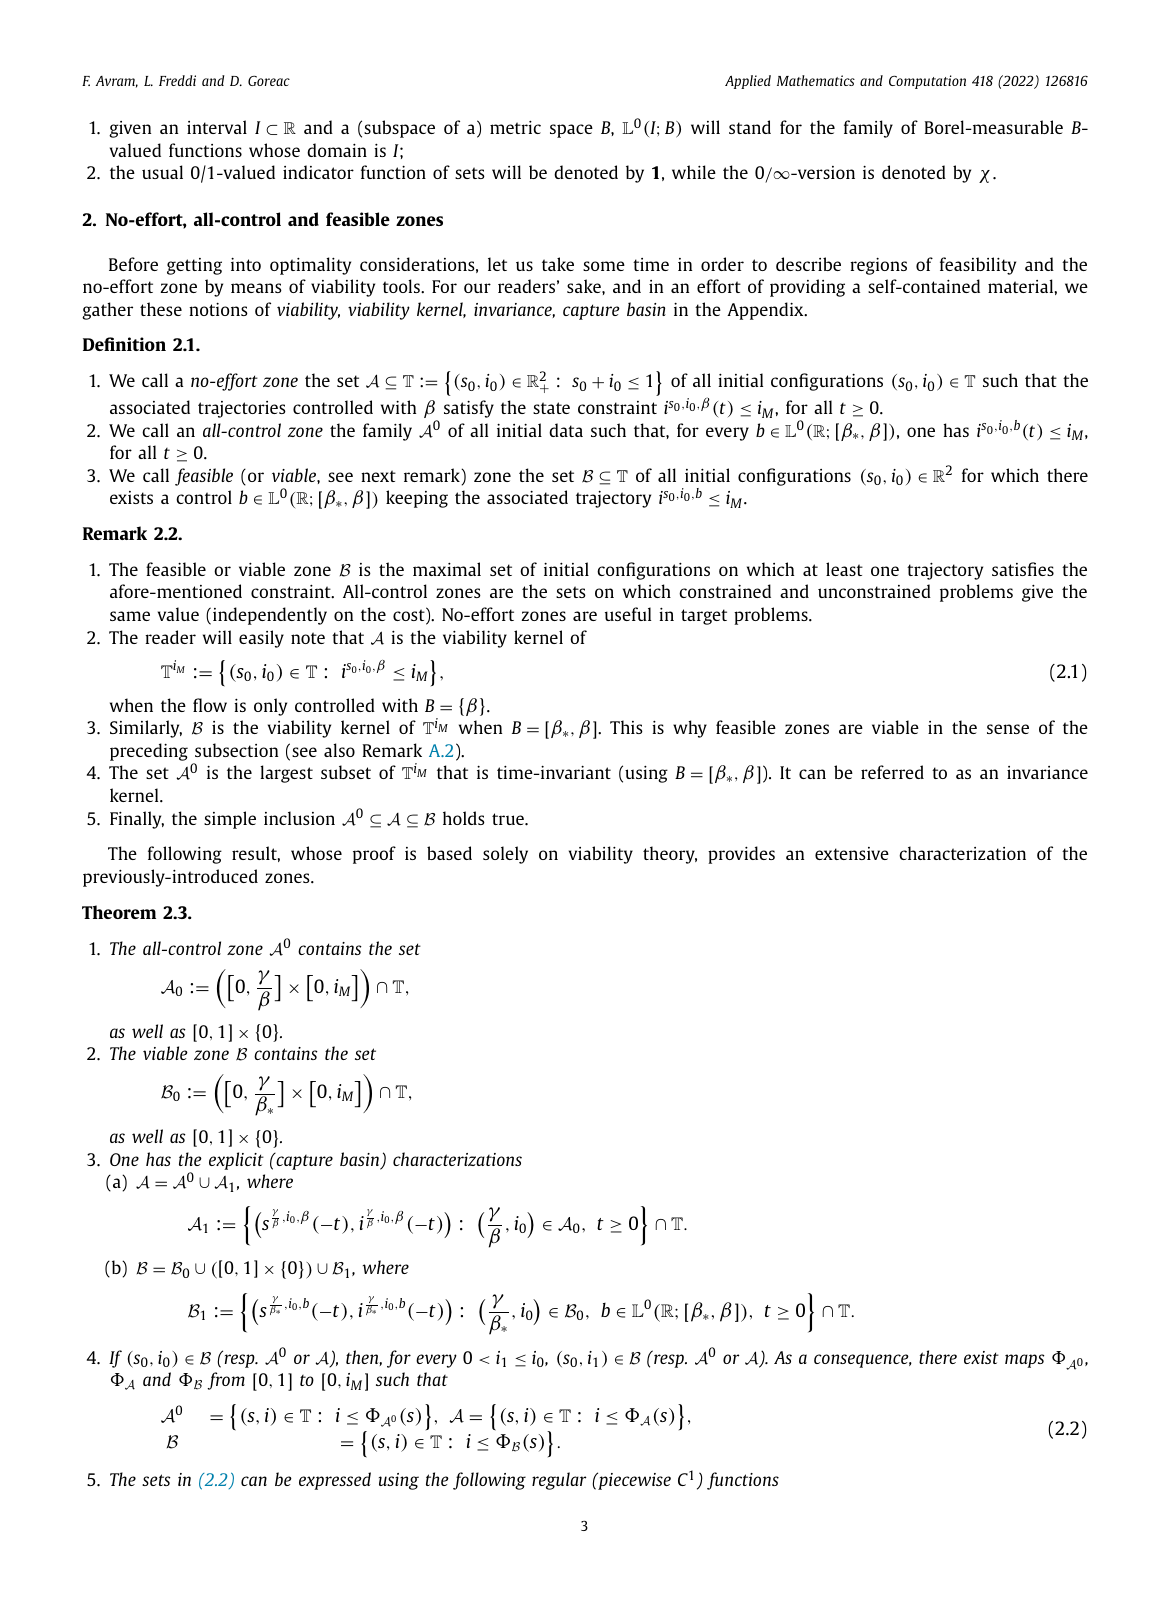 F. Avram, L. Freddi and D. Goreac
Applied Mathematics and Computation 418 (2022) 126816
1. given an interval I ⊂ ℝ and a (subspace of a) metric space B, 𝕃⁰(I; B) will stand for the family of Borel-measurable B-
valued functions whose domain is I;
2. the usual 0/1-valued indicator function of sets will be denoted by 1, while the 0/∞-version is denoted by χ.
2. No-effort, all-control and feasible zones
Before getting into optimality considerations, let us take some time in order to describe regions of feasibility and the
no-effort zone by means of viability tools. For our readers' sake, and in an effort of providing a self-contained material, we
gather these notions of viability, viability kernel, invariance, capture basin in the Appendix.
Definition 2.1.
1. We call a no-effort zone the set 𝒜 ⊆ 𝕋 := {(s₀, i₀) ∈ ℝ²₊ : s₀ + i₀ ≤ 1} of all initial configurations (s₀, i₀) ∈ 𝕋 such that the
associated trajectories controlled with β satisfy the state constraint i^{s₀,i₀,β}(t) ≤ i_M, for all t ≥ 0.
2. We call an all-control zone the family 𝒜⁰ of all initial data such that, for every b ∈ 𝕃⁰(ℝ; [β_*, β]), one has i^{s₀,i₀,b}(t) ≤ i_M,
for all t ≥ 0.
3. We call feasible (or viable, see next remark) zone the set ℬ ⊆ 𝕋 of all initial configurations (s₀, i₀) ∈ ℝ² for which there
exists a control b ∈ 𝕃⁰(ℝ; [β_*, β]) keeping the associated trajectory i^{s₀,i₀,b} ≤ i_M.
Remark 2.2.
1. The feasible or viable zone ℬ is the maximal set of initial configurations on which at least one trajectory satisfies the
afore-mentioned constraint. All-control zones are the sets on which constrained and unconstrained problems give the
same value (independently on the cost). No-effort zones are useful in target problems.
2. The reader will easily note that 𝒜 is the viability kernel of
𝕋^{i_M} := {(s₀, i₀) ∈ 𝕋 : i^{s₀,i₀,β} ≤ i_M}, (2.1)
when the flow is only controlled with B = {β}.
3. Similarly, ℬ is the viability kernel of 𝕋^{i_M} when B = [β_*, β]. This is why feasible zones are viable in the sense of the
preceding subsection (see also Remark A.2).
4. The set 𝒜⁰ is the largest subset of 𝕋^{i_M} that is time-invariant (using B = [β_*, β]). It can be referred to as an invariance
kernel.
5. Finally, the simple inclusion 𝒜⁰ ⊆ 𝒜 ⊆ ℬ holds true.
The following result, whose proof is based solely on viability theory, provides an extensive characterization of the
previously-introduced zones.
Theorem 2.3.
1. The all-control zone 𝒜⁰ contains the set
𝒜₀ := ([0, γ/β] × [0, i_M]) ∩ 𝕋,
as well as [0, 1] × {0}.
2. The viable zone ℬ contains the set
ℬ₀ := ([0, γ/β_*] × [0, i_M]) ∩ 𝕋,
as well as [0, 1] × {0}.
3. One has the explicit (capture basin) characterizations
(a) 𝒜 = 𝒜⁰ ∪ 𝒜₁, where
𝒜₁ := {(s^{γ/β,i₀,β}(−t), i^{γ/β,i₀,β}(−t)) : (γ/β, i₀) ∈ 𝒜₀, t ≥ 0} ∩ 𝕋.
(b) ℬ = ℬ₀ ∪ ([0, 1] × {0}) ∪ ℬ₁, where
ℬ₁ := {(s^{γ/β_*,i₀,b}(−t), i^{γ/β_*,i₀,b}(−t)) : (γ/β_*, i₀) ∈ ℬ₀, b ∈ 𝕃⁰(ℝ; [β_*, β]), t ≥ 0} ∩ 𝕋.
4. If (s₀, i₀) ∈ ℬ (resp. 𝒜⁰ or 𝒜), then, for every 0 < i₁ ≤ i₀, (s₀, i₁) ∈ ℬ (resp. 𝒜⁰ or 𝒜). As a consequence, there exist maps Φ_{𝒜⁰},
Φ_𝒜 and Φ_ℬ from [0, 1] to [0, i_M] such that
𝒜⁰ = {(s, i) ∈ 𝕋 : i ≤ Φ_{𝒜⁰}(s)}, 𝒜 = {(s, i) ∈ 𝕋 : i ≤ Φ_𝒜(s)},
ℬ = {(s, i) ∈ 𝕋 : i ≤ Φ_ℬ(s)}. (2.2)
5. The sets in (2.2) can be expressed using the following regular (piecewise C¹) functions
3